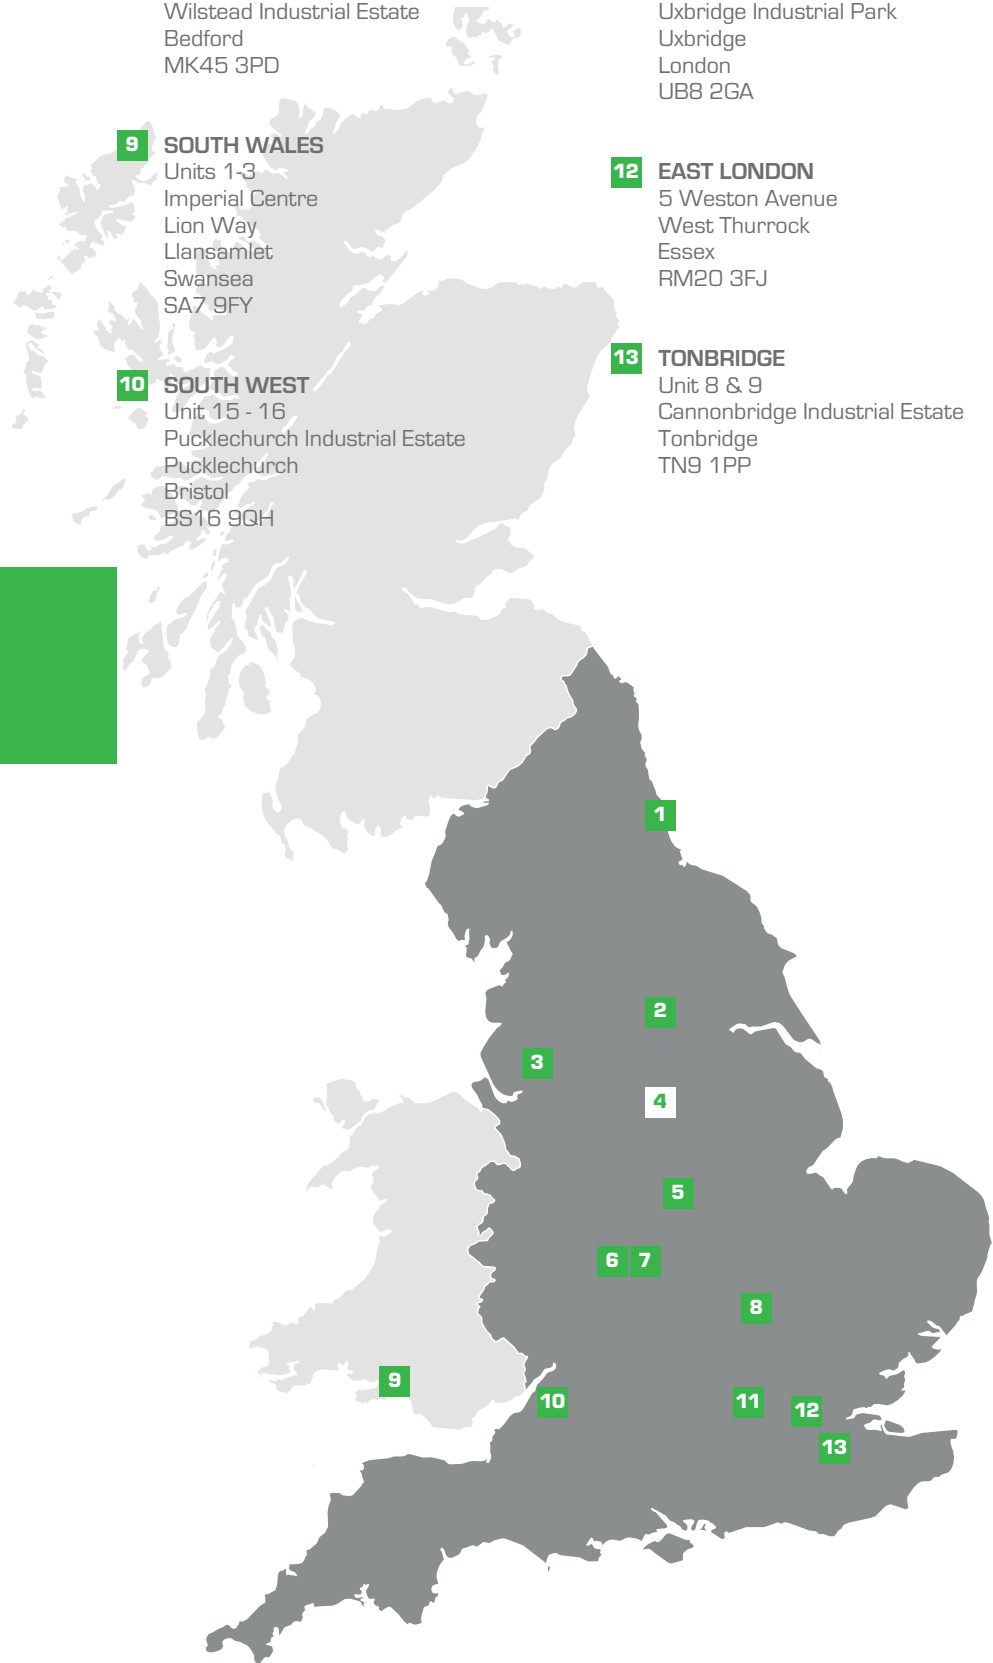 Wilstead Industrial Estate
Bedford
MK45 3PD
9 SOUTH WALES
Units 1-3
Imperial Centre
Lion Way
Llansamlet
Swansea
SA7 9FY
10 SOUTH WEST
Unit 15 - 16
Pucklechurch Industrial Estate
Pucklechurch
Bristol
BS16 9QH
Uxbridge Industrial Park
Uxbridge
London
UB8 2GA
12 EAST LONDON
5 Weston Avenue
West Thurrock
Essex
RM20 3FJ
13 TONBRIDGE
Unit 8 & 9
Cannonbridge Industrial Estate
Tonbridge
TN9 1PP
1
2
3
4
5
6 7
8
9
10
11
12
13